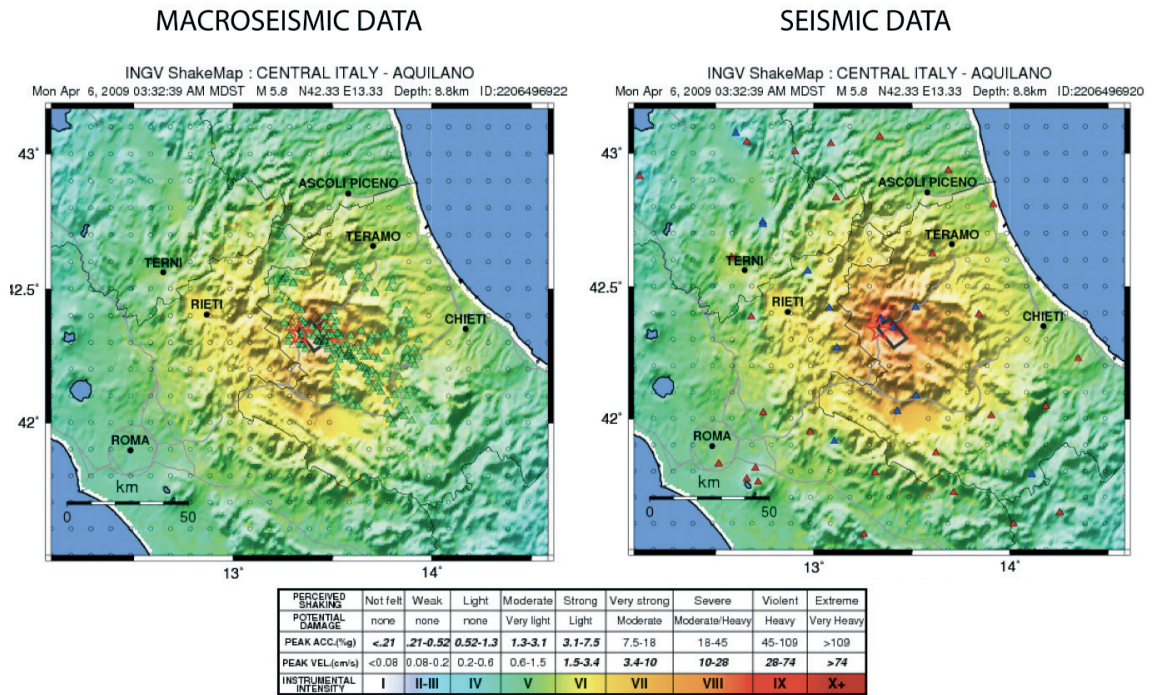 MACROSEISMIC DATA
INGV ShakeMap : CENTRAL ITALY - AQUILANO
Mon Apr 6, 2009 03:32:39 AM MDST M 5.8 N42.33 E13.33 Depth: 8.8km ID:2206496922
43°
ASCOLI PICENO
TERAMO
TERNI
42.5°
RIETI
CHIETI
42°
ROMA
km
0 50
13° 14°
SEISMIC DATA
INGV ShakeMap : CENTRAL ITALY - AQUILANO
Mon Apr 6, 2009 03:32:39 AM MDST M 5.8 N42.33 E13.33 Depth: 8.8km ID:2206496920
43°
ASCOLI PICENO
TERAMO
TERNI
42.5°
RIETI
CHIETI
42°
ROMA
km
0 50
13° 14°
PERCEIVED SHAKING Not felt Weak Light Moderate Strong Very strong Severe Violent Extreme
POTENTIAL DAMAGE none none none Very light Light Moderate Moderate/Heavy Heavy Very Heavy
PEAK ACC.(%g) <.21 .21-0.52 0.52-1.3 1.3-3.1 3.1-7.5 7.5-18 18-45 45-109 >109
PEAK VEL.(cm/s) <0.08 0.08-0.2 0.2-0.6 0.6-1.5 1.5-3.4 3.4-10 10-28 28-74 >74
INSTRUMENTAL INTENSITY I II-III IV V VI VII VIII IX X+